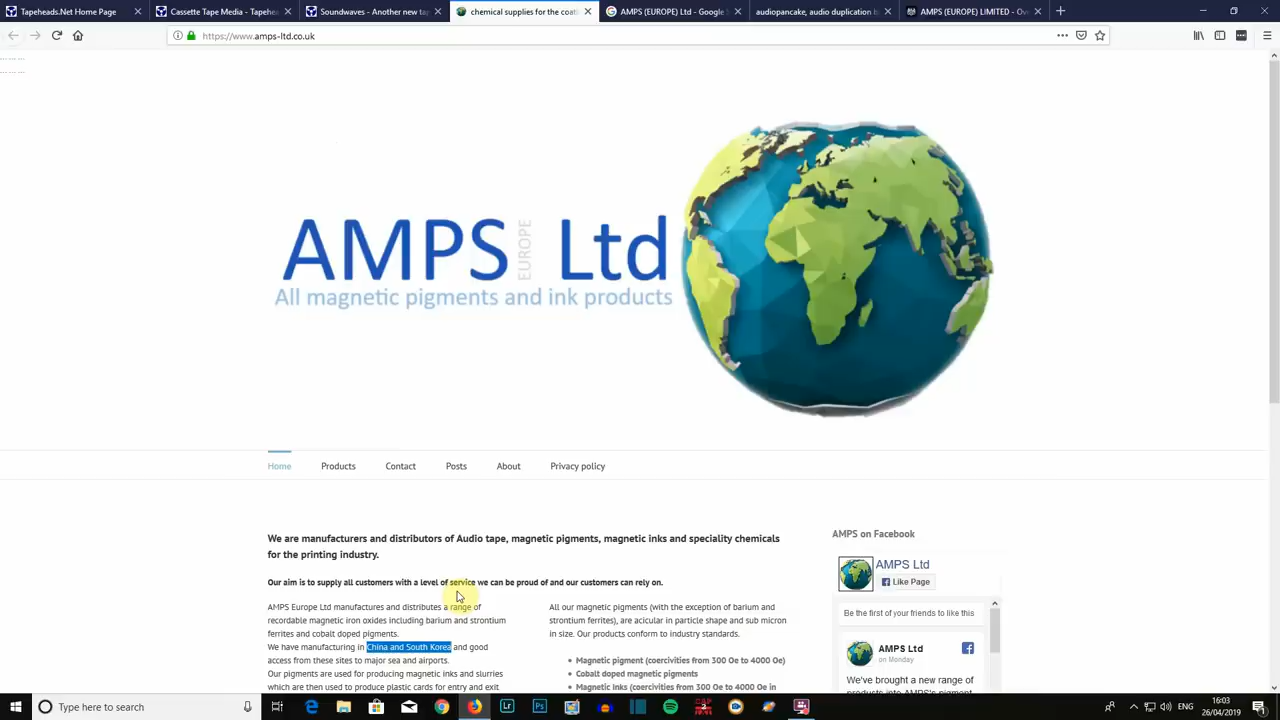 Tapeheads.Net Home Page
Cassette Tape Media - Tapehe
Soundwaves - Another new tap
chemical supplies for the coati
AMPS (EUROPE) Ltd - Google S
audiopancake, audio duplication b
AMPS (EUROPE) LIMITED - Ov
https://www.amps-ltd.co.uk
AMPS EUROPE Ltd
All magnetic pigments and ink products
Home
Products
Contact
Posts
About
Privacy policy
We are manufacturers and distributors of Audio tape, magnetic pigments, magnetic inks and speciality chemicals
for the printing industry.
Our aim is to supply all customers with a level of service we can be proud of and our customers can rely on.
AMPS Europe Ltd manufactures and distributes a range of
recordable magnetic iron oxides including barium and strontium
ferrites and cobalt doped pigments.
We have manufacturing in China and South Korea and good
access from these sites to major sea and airports.
Our pigments are used for producing magnetic inks and slurries
which are then used to produce plastic cards for entry and exit
All our magnetic pigments (with the exception of barium and
strontium ferrites), are acicular in particle shape and sub micron
in size. Our products conform to industry standards.
Magnetic pigment (coercivities from 300 Oe to 4000 Oe)
Cobalt doped magnetic pigments
Magnetic Inks (coercivities from 300 Oe to 4000 Oe in
AMPS on Facebook
AMPS Ltd
Like Page
Be the first of your friends to like this
AMPS Ltd
on Monday
We've brought a new range of
products into AMPS's pigment
Type here to search
ENG
16:03
26/04/2019